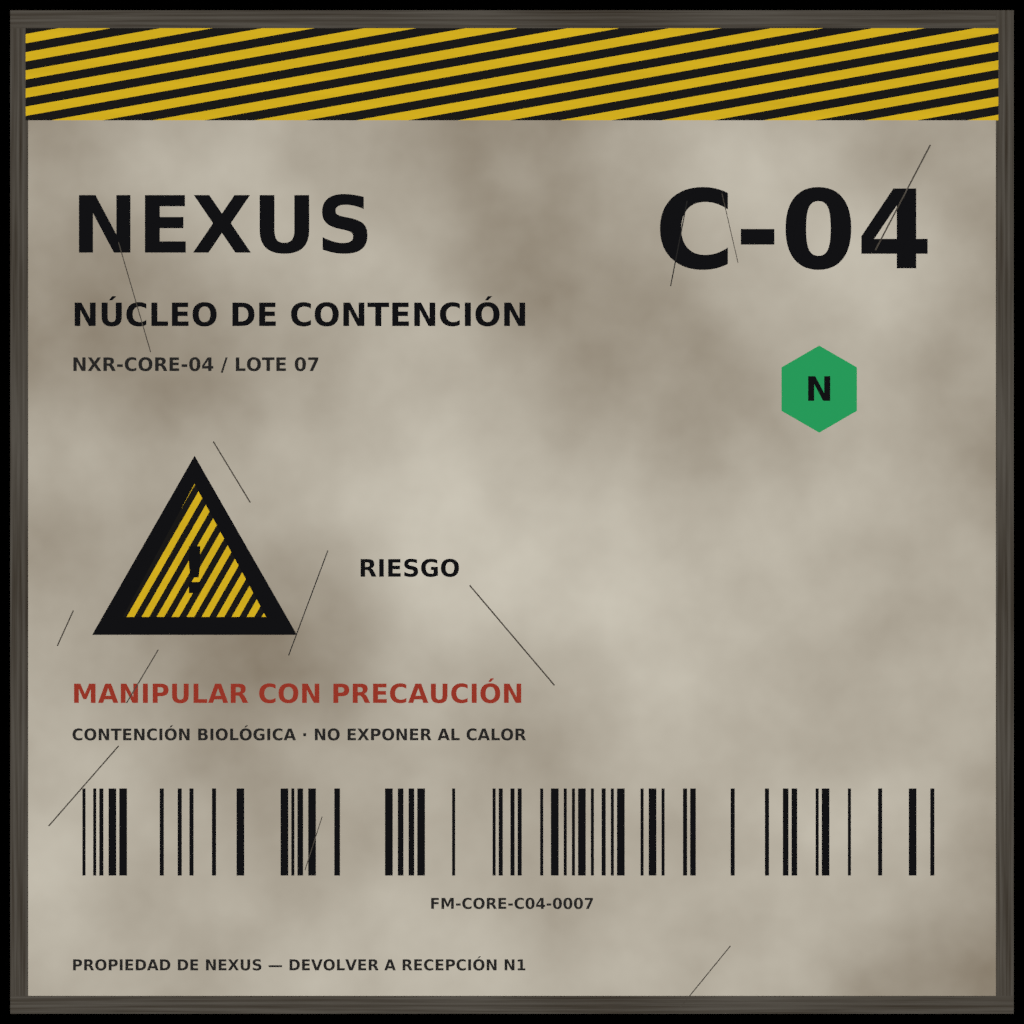 NEXUS
C-04
NÚCLEO DE CONTENCIÓN
NXR-CORE-04 / LOTE 07
N
!
RIESGO
MANIPULAR CON PRECAUCIÓN
CONTENCIÓN BIOLÓGICA · NO EXPONER AL CALOR
FM-CORE-C04-0007
PROPIEDAD DE NEXUS — DEVOLVER A RECEPCIÓN N1